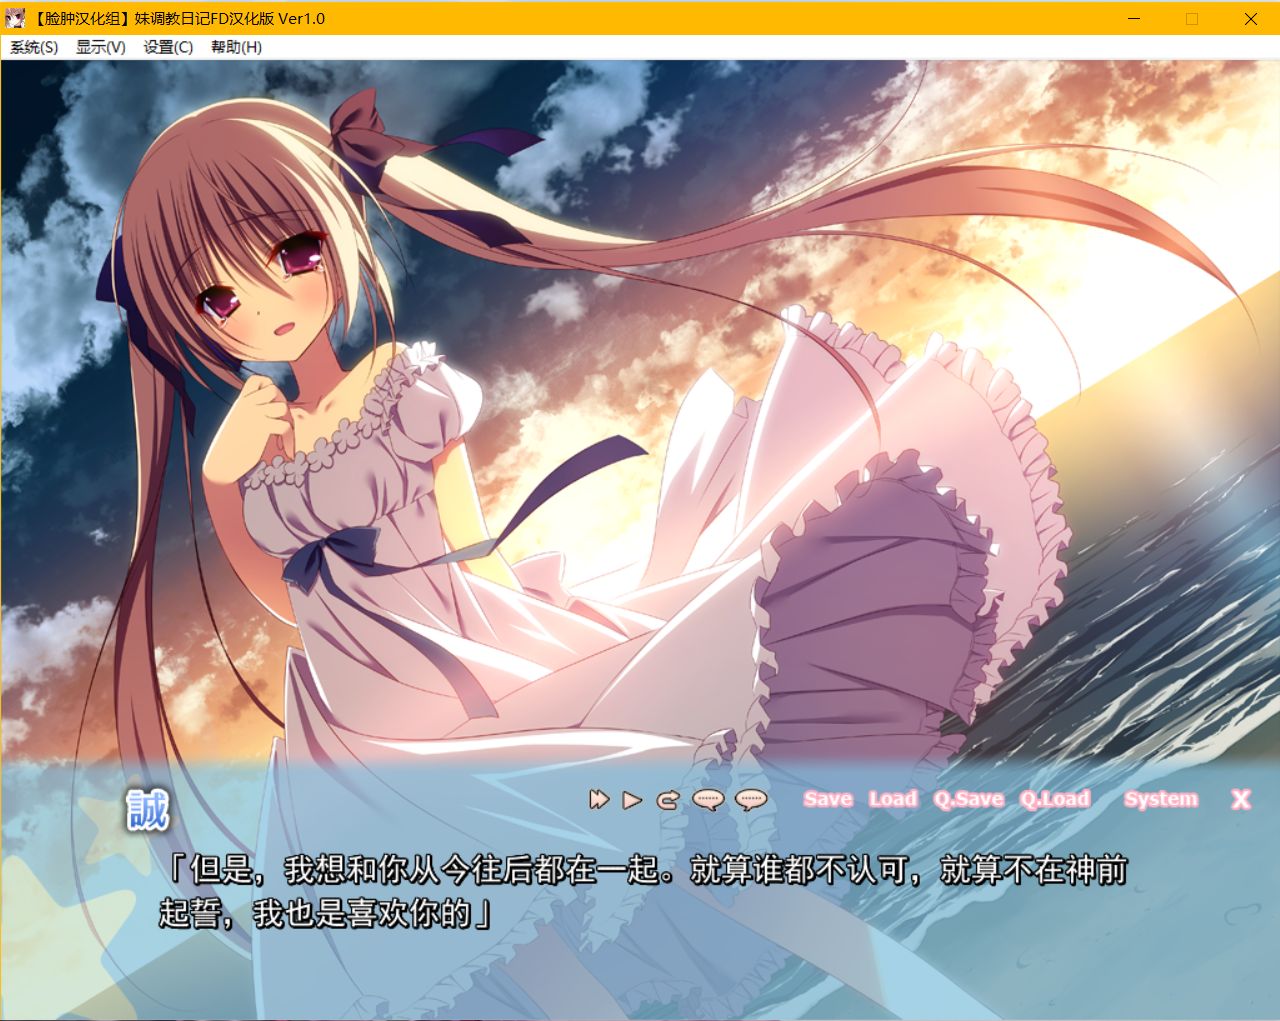 【脸肿汉化组】妹调教日记FD汉化版 Ver1.0
系统(S) 显示(V) 设置(C) 帮助(H)
誠
Save Load Q.Save Q.Load System X
「但是，我想和你从今往后都在一起。就算谁都不认可，就算不在神前
起誓，我也是喜欢你的」